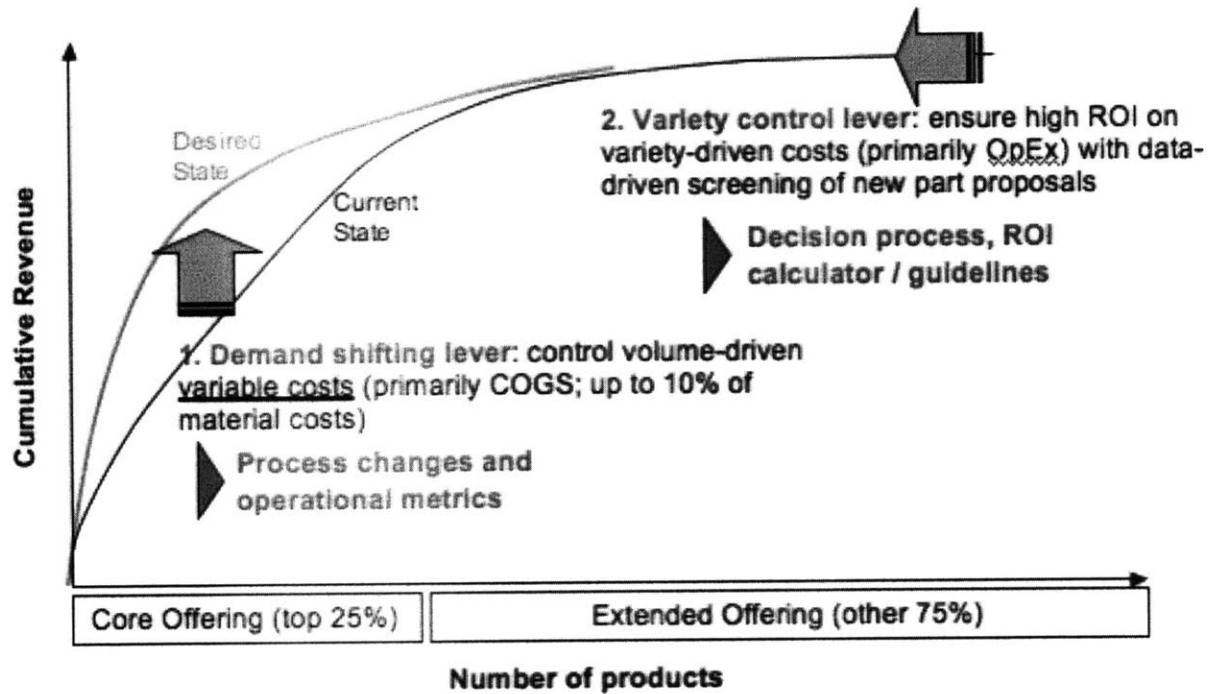 Desired
State
Current
State
2. Variety control lever: ensure high ROI on
variety-driven costs (primarily OpEx) with data-
driven screening of new part proposals
Decision process, ROI
calculator / guidelines
1. Demand shifting lever: control volume-driven
variable costs (primarily COGS; up to 10% of
material costs)
Process changes and
operational metrics
Cumulative Revenue
Core Offering (top 25%)
Extended Offering (other 75%)
Number of products